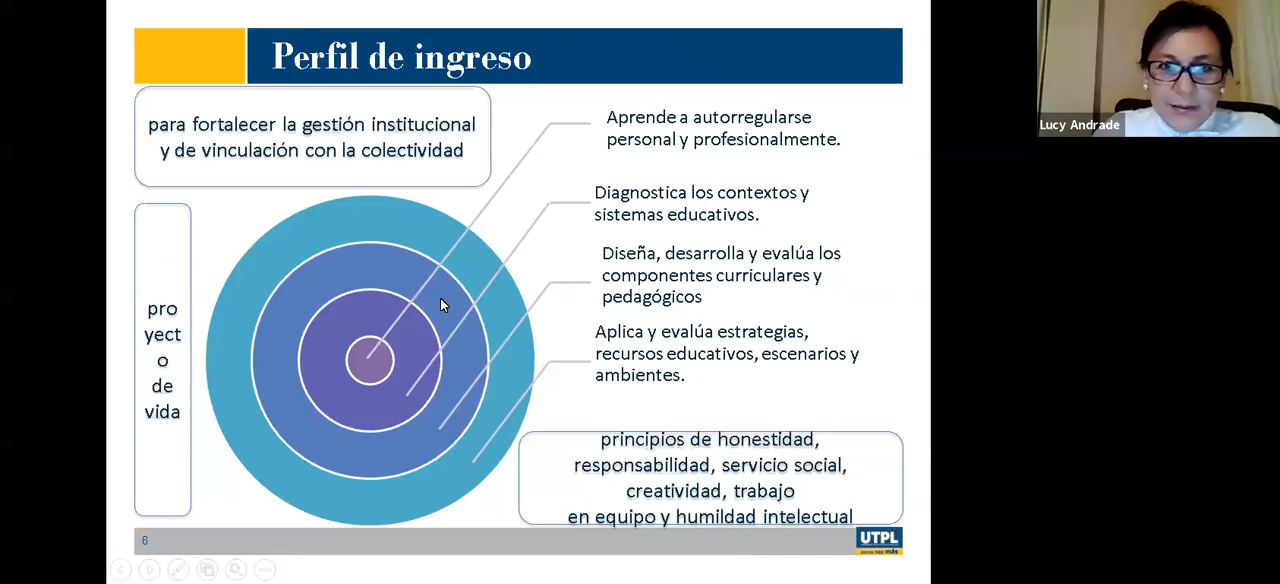 Perfil de ingreso
para fortalecer la gestión institucional
y de vinculación con la colectividad
Aprende a autorregularse
personal y profesionalmente.
Diagnostica los contextos y
sistemas educativos.
Diseña, desarrolla y evalúa los
componentes curriculares y
pedagógicos
Aplica y evalúa estrategias,
recursos educativos, escenarios y
ambientes.
pro
yect
o
de
vida
principios de honestidad,
responsabilidad, servicio social,
creatividad, trabajo
en equipo y humildad intelectual
6
UTPL
Lucy Andrade